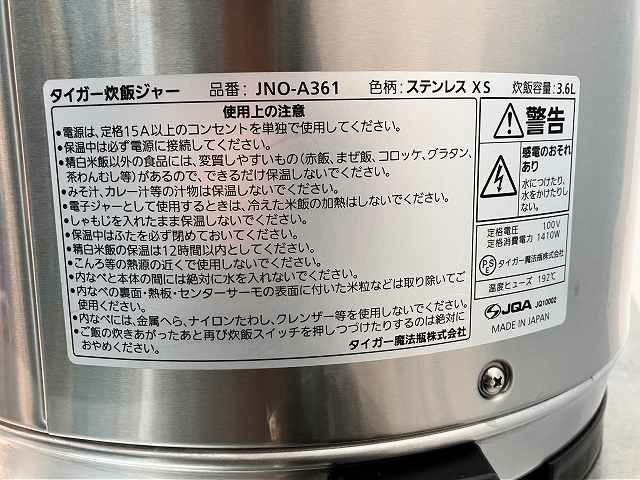 タイガー炊飯ジャー 品番: JNO-A361 色柄: ステンレス XS 炊飯容量: 3.6L
使用上の注意
•電源は、定格15A以上のコンセントを単独で使用してください。
•保温中は必ず電源に接続してください。
•精白米飯以外の食品には、変質しやすいもの(赤飯、まぜ飯、コロッケ、グラタン、
茶わんむし等)があるので、できるだけ保温しないでください。
•みそ汁、カレー汁等の汁物は保温しないでください。
•電子ジャーとして使用するときは、冷えた米飯の加熱はしないでください。
•しゃもじを入れたまま保温しないでください。
•保温中はふたを必ず閉めておいてください。
•精白米飯の保温は12時間以内としてください。
•こんろ等の熱源の近くで使用しないでください。
•内なべと本体の間には絶対に水を入れないでください。
•内なべの裏面・熱板・センターサーモの表面に付いた米粒などは取り除いてご
使用ください。
•内なべには、金属へら、ナイロンたわし、クレンザー等を使用しないでください。
•ご飯の炊きあがったあと再び炊飯スイッチを押しつづけたりするのは絶対に
おやめください。
タイガー魔法瓶株式会社
警告
感電のおそれ
あり
水につけたり、
水をかけたりし
ない。
定格電圧 100V
定格消費電力 1410W
PSE タイガー魔法瓶株式会社
温度ヒューズ 192℃
JQA JQ10002
MADE IN JAPAN